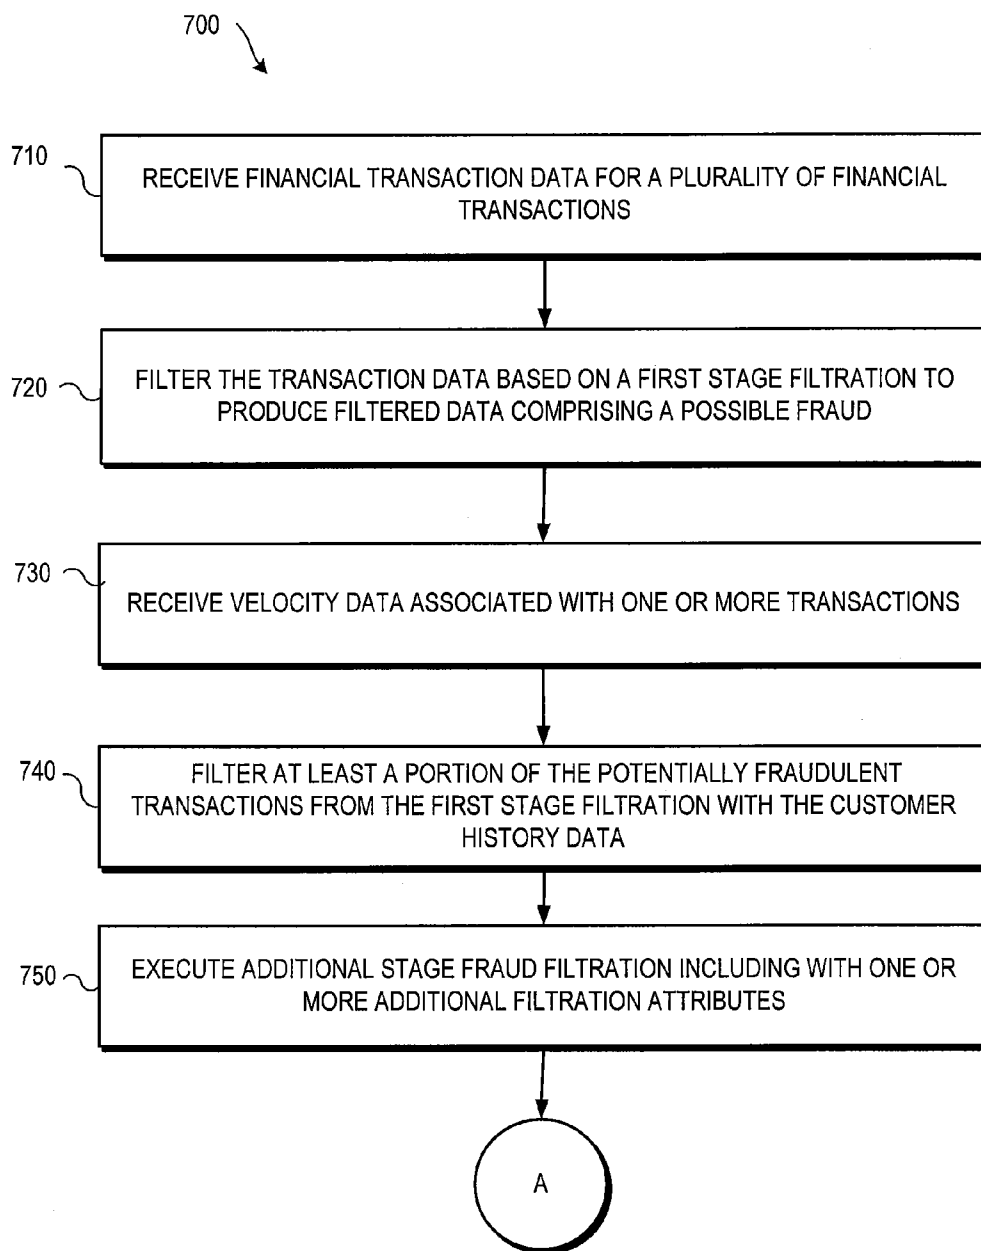 700
710
RECEIVE FINANCIAL TRANSACTION DATA FOR A PLURALITY OF FINANCIAL
TRANSACTIONS
720
FILTER THE TRANSACTION DATA BASED ON A FIRST STAGE FILTRATION TO
PRODUCE FILTERED DATA COMPRISING A POSSIBLE FRAUD
730
RECEIVE VELOCITY DATA ASSOCIATED WITH ONE OR MORE TRANSACTIONS
740
FILTER AT LEAST A PORTION OF THE POTENTIALLY FRAUDULENT
TRANSACTIONS FROM THE FIRST STAGE FILTRATION WITH THE CUSTOMER
HISTORY DATA
750
EXECUTE ADDITIONAL STAGE FRAUD FILTRATION INCLUDING WITH ONE OR
MORE ADDITIONAL FILTRATION ATTRIBUTES
A